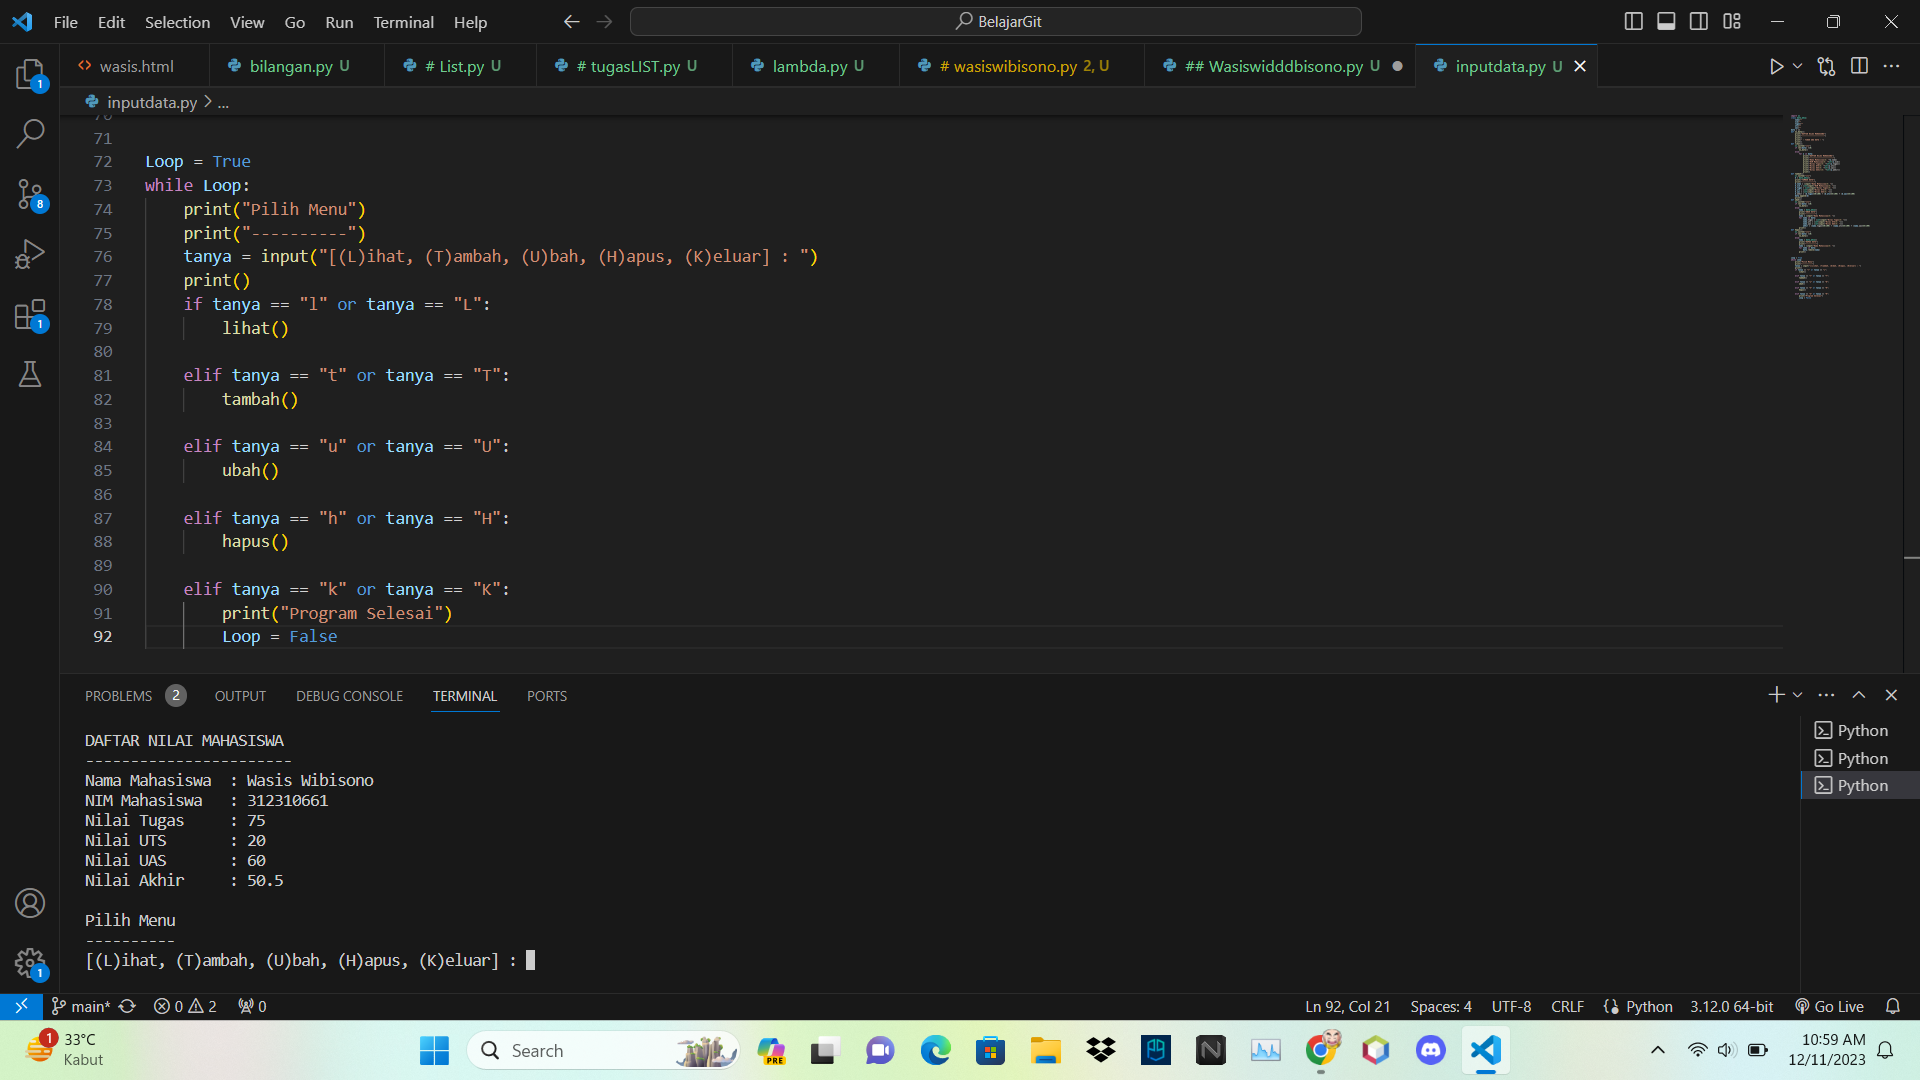 File Edit Selection View Go Run Terminal Help
BelajarGit
wasis.html
bilangan.py U
# List.py U
# tugasLIST.py U
lambda.py U
# wasiswibisono.py 2, U
## Wasiswidddbisono.py U
inputdata.py U
inputdata.py > ...
70
71
72 Loop = True
73 while Loop:
74 print("Pilih Menu")
75 print("----------")
76 tanya = input("[(L)ihat, (T)ambah, (U)bah, (H)apus, (K)eluar] : ")
77 print()
78 if tanya == "l" or tanya == "L":
79 lihat()
80
81 elif tanya == "t" or tanya == "T":
82 tambah()
83
84 elif tanya == "u" or tanya == "U":
85 ubah()
86
87 elif tanya == "h" or tanya == "H":
88 hapus()
89
90 elif tanya == "k" or tanya == "K":
91 print("Program Selesai")
92 Loop = False
1
8
1
1
PROBLEMS 2 OUTPUT DEBUG CONSOLE TERMINAL PORTS
DAFTAR NILAI MAHASISWA
-----------------------
Nama Mahasiswa : Wasis Wibisono
NIM Mahasiswa : 312310661
Nilai Tugas : 75
Nilai UTS : 20
Nilai UAS : 60
Nilai Akhir : 50.5
Pilih Menu
----------
[(L)ihat, (T)ambah, (U)bah, (H)apus, (K)eluar] :
Python
Python
Python
main* 0 2 0
Ln 92, Col 21 Spaces: 4 UTF-8 CRLF {} Python 3.12.0 64-bit Go Live
1
33°C
Kabut
Search
PRE
10:59 AM
12/11/2023